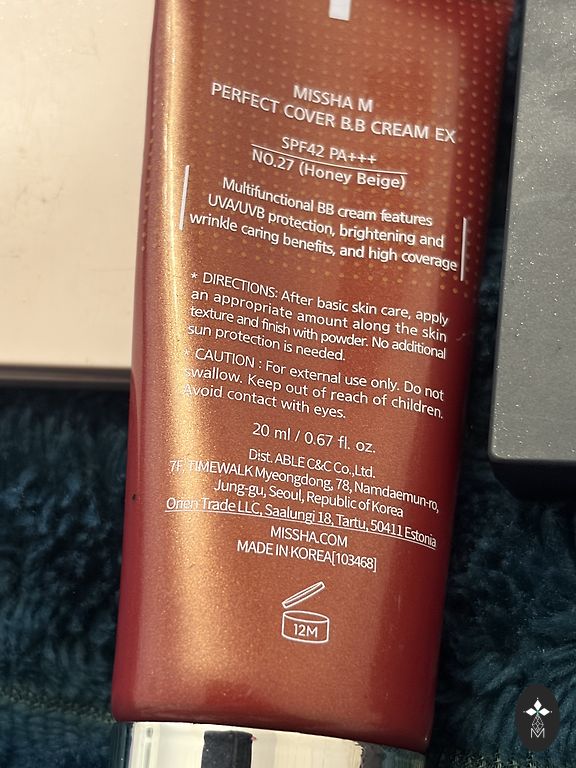 MISSHA M
PERFECT COVER B.B CREAM EX
SPF42 PA+++
NO.27 (Honey Beige)
Multifunctional BB cream features
UVA/UVB protection, brightening and
wrinkle caring benefits, and high coverage
* DIRECTIONS: After basic skin care, apply
an appropriate amount along the skin
texture and finish with powder. No additional
sun protection is needed.
* CAUTION : For external use only. Do not
swallow. Keep out of reach of children.
Avoid contact with eyes.
20 ml / 0.67 fl. oz.
Dist. ABLE C&C Co.,Ltd.
7F, TIMEWALK Myeongdong, 78, Namdaemun-ro,
Jung-gu, Seoul, Republic of Korea
Orien Trade LLC, Saalungi 18, Tartu, 50411 Estonia
MISSHA.COM
MADE IN KOREA[103468]
12M
M